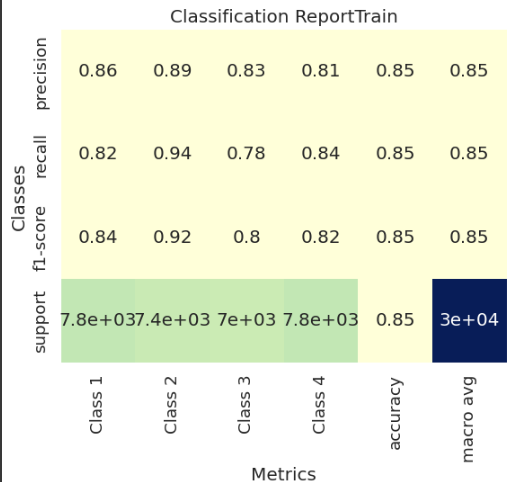 Classification ReportTrain
Classes
precision 0.86 0.89 0.83 0.81 0.85 0.85
recall 0.82 0.94 0.78 0.84 0.85 0.85
f1-score 0.84 0.92 0.8 0.82 0.85 0.85
support 7.8e+03 7.4e+03 7e+03 7.8e+03 0.85 3e+04
Class 1 Class 2 Class 3 Class 4 accuracy macro avg
Metrics